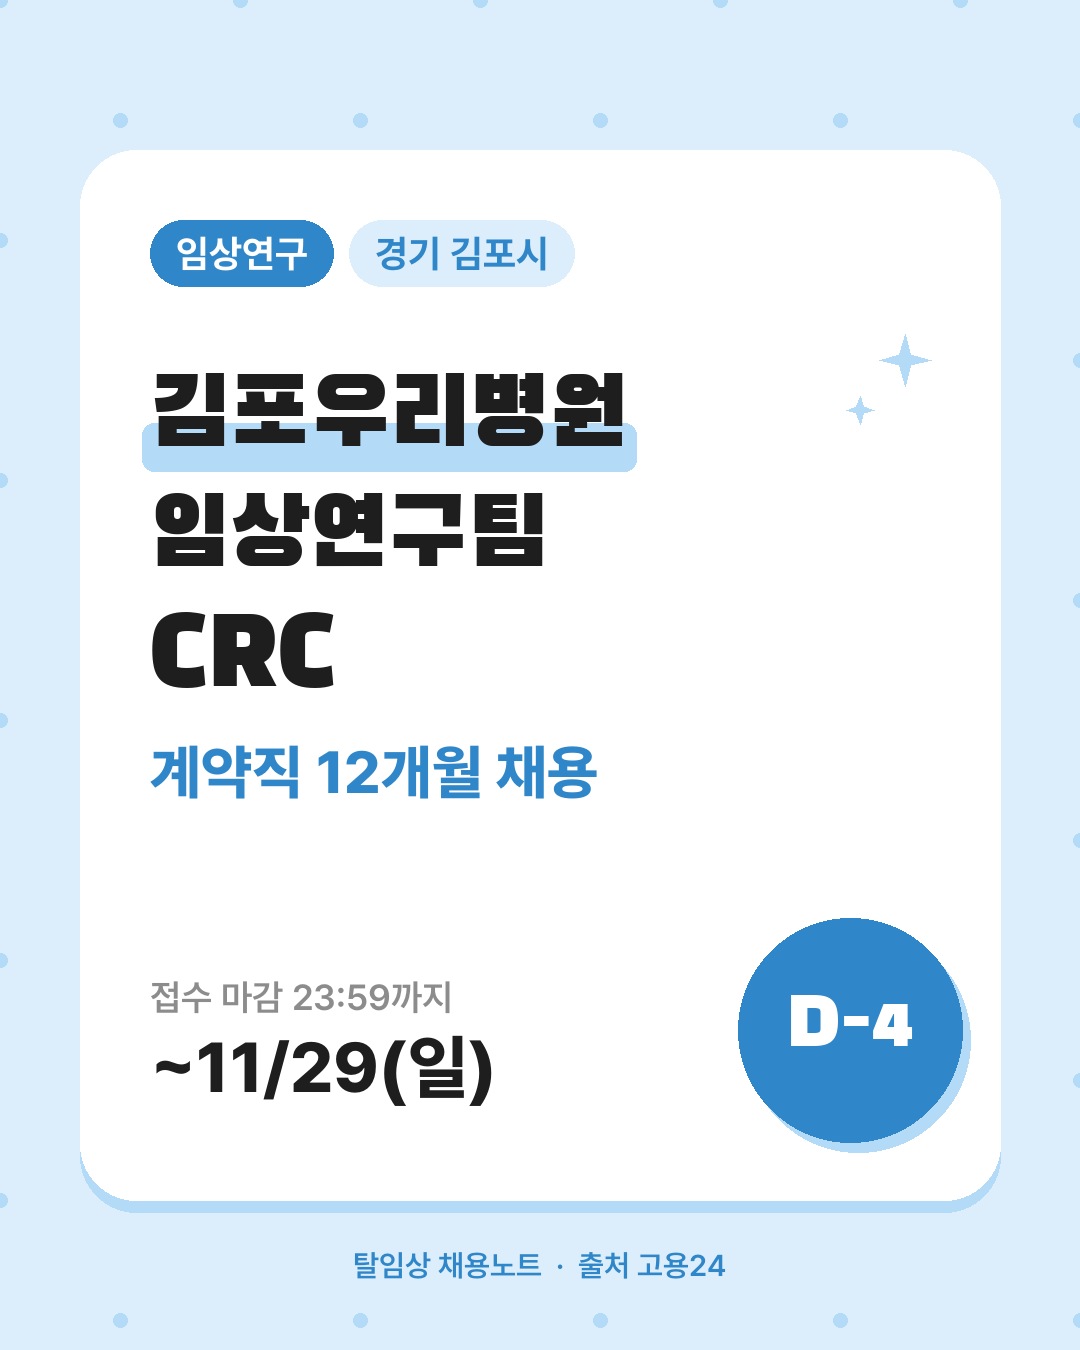 임상연구 경기 김포시
김포우리병원
임상연구팀
CRC
계약직 12개월 채용
접수 마감 23:59까지
~11/29(일)
D-4
탈임상 채용노트 · 출처 고용24